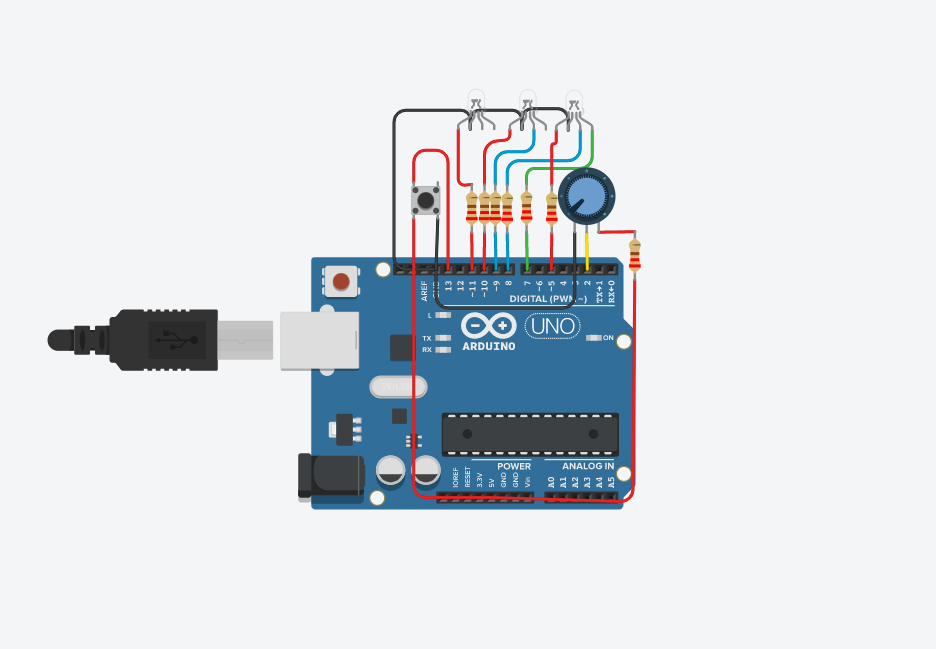 AREF
GND
13
12
~11
~10
~9
8
7
~6
~5
4
2
TX→1
RX←0
DIGITAL (PWM~)
L
TX
RX
ARDUINO
UNO
ON
POWER
ANALOG IN
IOREF
RESET
3.3V
5V
GND
GND
Vin
A0
A1
A2
A3
A4
A5